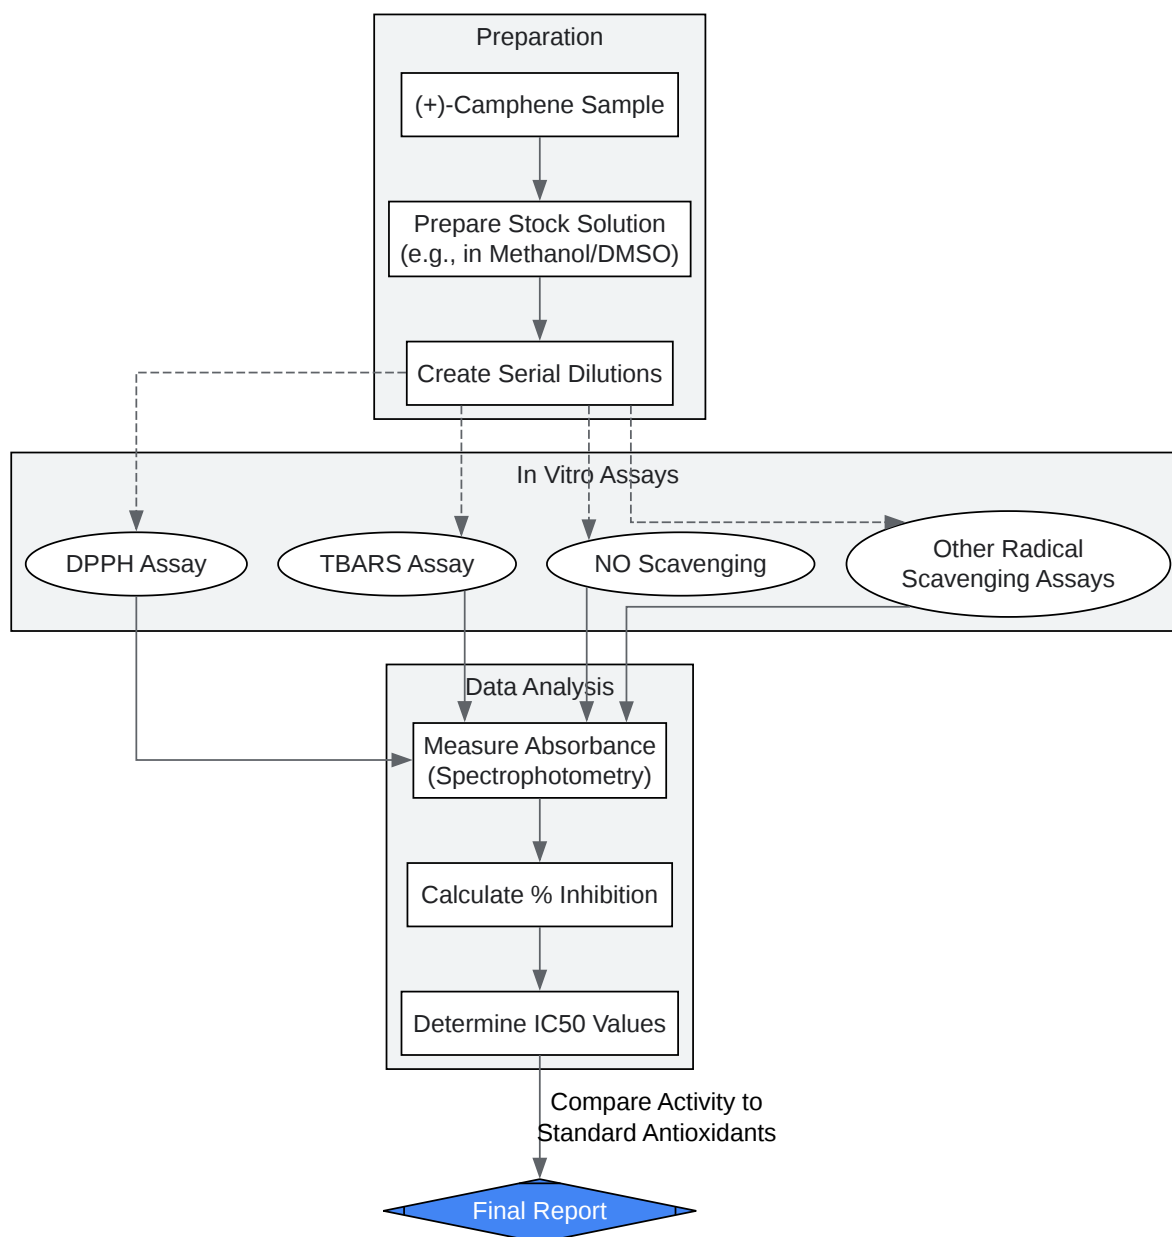 Preparation
(+)-Camphene Sample
Prepare Stock Solution
(e.g., in Methanol/DMSO)
Create Serial Dilutions
In Vitro Assays
DPPH Assay
TBARS Assay
NO Scavenging
Other Radical
Scavenging Assays
Data Analysis
Measure Absorbance
(Spectrophotometry)
Calculate % Inhibition
Determine IC50 Values
Compare Activity to
Standard Antioxidants
Final Report